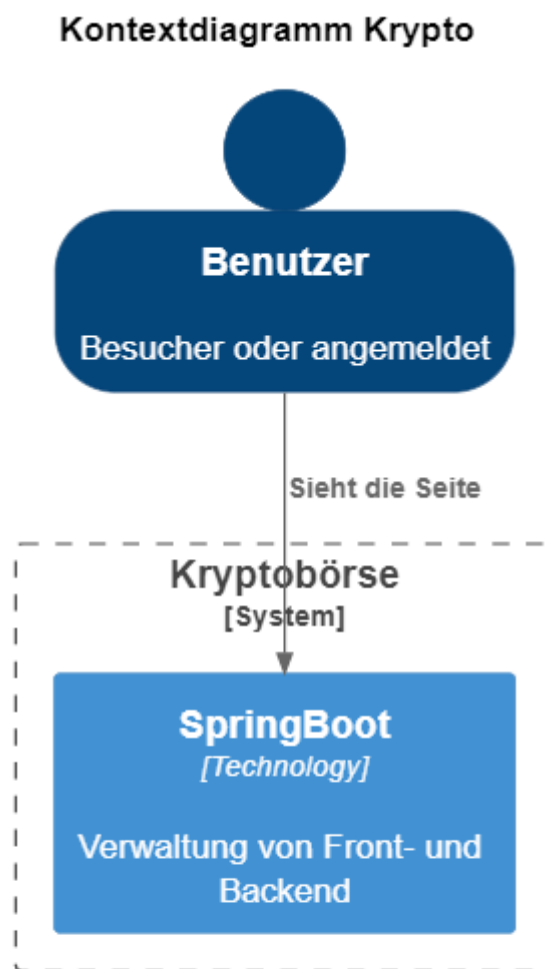 Kontextdiagramm Krypto
Benutzer
Besucher oder angemeldet
Sieht die Seite
Kryptobörse
[System]
SpringBoot
[Technology]
Verwaltung von Front- und
Backend